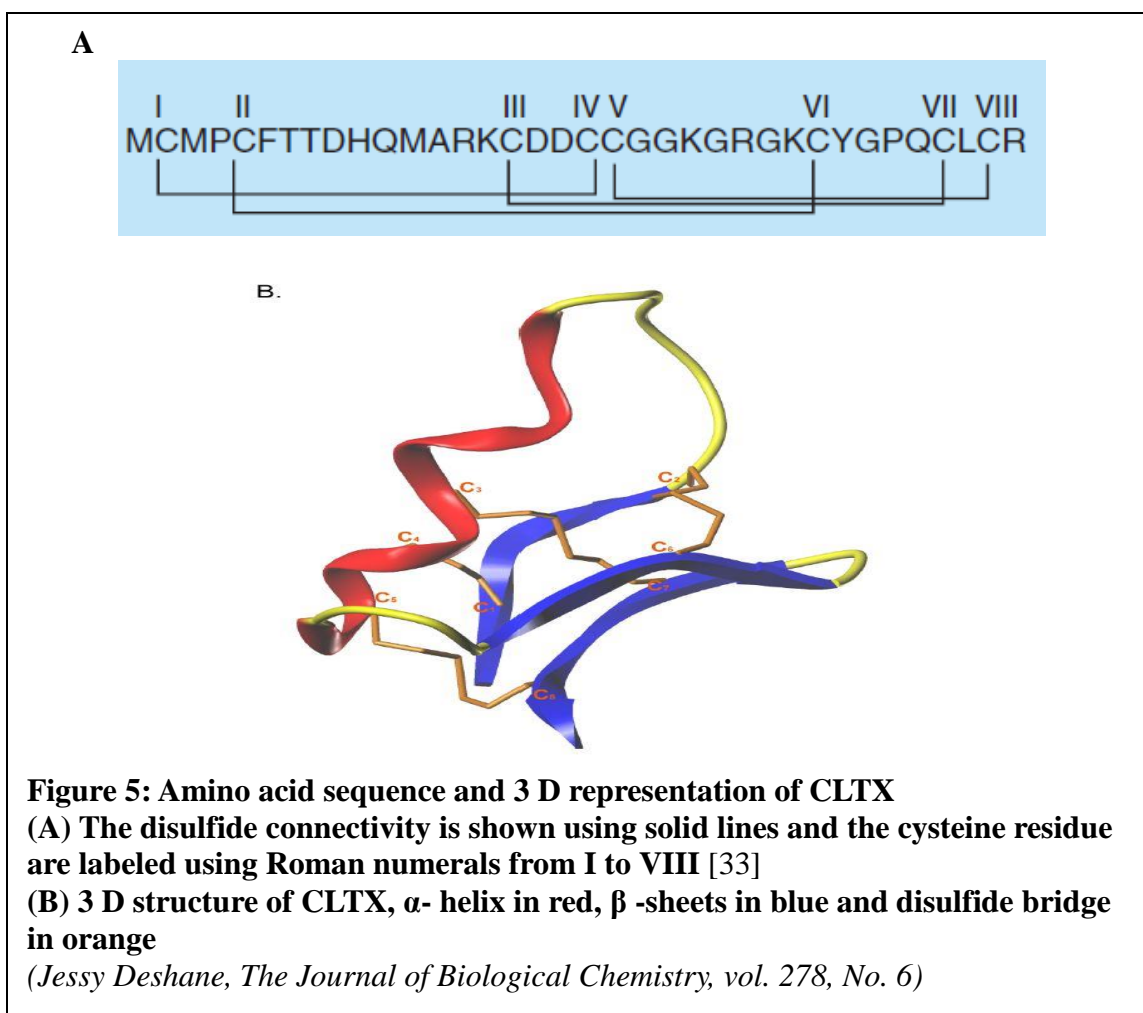 A
I II III IV V VI VII VIII
MCMPCFTTDHQMARKCDDCCGGKGRGKCYGPQCLCR
B.
C₃
C₂
C₄
C₆
C₇
C₅
C₁
C₈
Figure 5: Amino acid sequence and 3 D representation of CLTX
(A) The disulfide connectivity is shown using solid lines and the cysteine residue
are labeled using Roman numerals from I to VIII [33]
(B) 3 D structure of CLTX, α- helix in red, β -sheets in blue and disulfide bridge
in orange
(Jessy Deshane, The Journal of Biological Chemistry, vol. 278, No. 6)